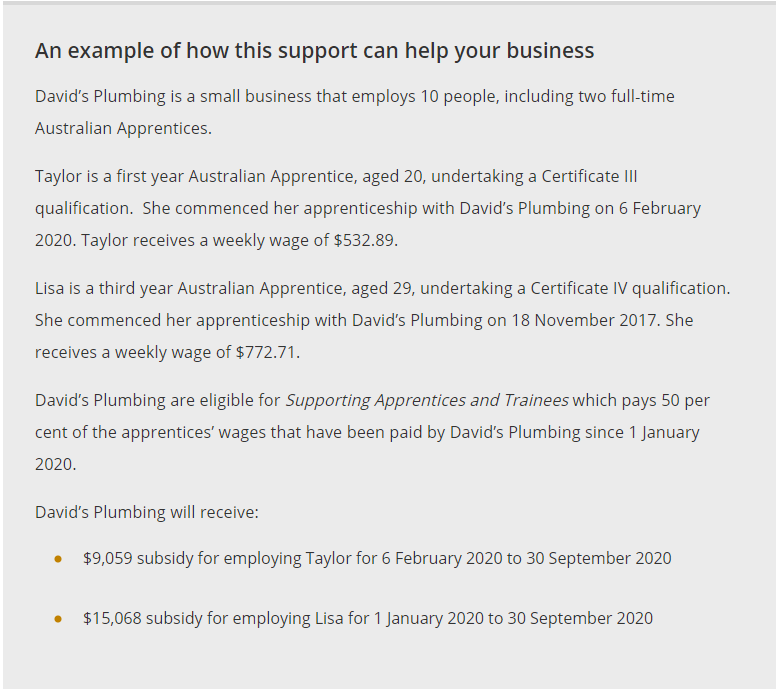 An example of how this support can help your business
David’s Plumbing is a small business that employs 10 people, including two full-time
Australian Apprentices.
Taylor is a first year Australian Apprentice, aged 20, undertaking a Certificate III
qualification.  She commenced her apprenticeship with David’s Plumbing on 6 February
2020. Taylor receives a weekly wage of $532.89.
Lisa is a third year Australian Apprentice, aged 29, undertaking a Certificate IV qualification.
She commenced her apprenticeship with David’s Plumbing on 18 November 2017. She
receives a weekly wage of $772.71.
David’s Plumbing are eligible for Supporting Apprentices and Trainees which pays 50 per
cent of the apprentices’ wages that have been paid by David’s Plumbing since 1 January
2020.
David’s Plumbing will receive:
• $9,059 subsidy for employing Taylor for 6 February 2020 to 30 September 2020
• $15,068 subsidy for employing Lisa for 1 January 2020 to 30 September 2020